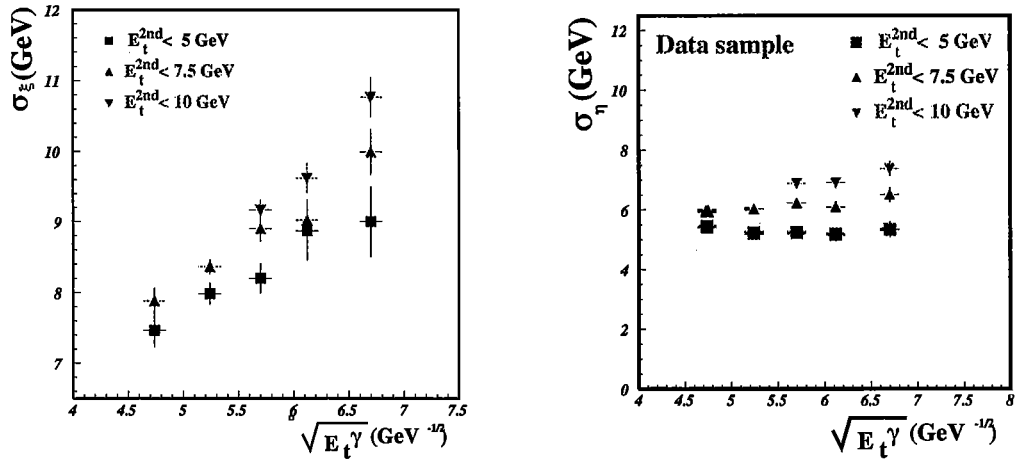 12
11
10
9
8
7
σξ(GeV)
■ E_t^2nd < 5 GeV
▲ E_t^2nd < 7.5 GeV
▼ E_t^2nd < 10 GeV
4 4.5 5 5.5 6 6.5 7 7.5
√E_t^γ (GeV ^-1/2)
12
10
8
6
4
2
0
ση(GeV)
Data sample
■ E_t^2nd < 5 GeV
▲ E_t^2nd < 7.5 GeV
▼ E_t^2nd < 10 GeV
4 4.5 5 5.5 6 6.5 7 7.5 8
√E_t^γ (GeV ^-1/2)